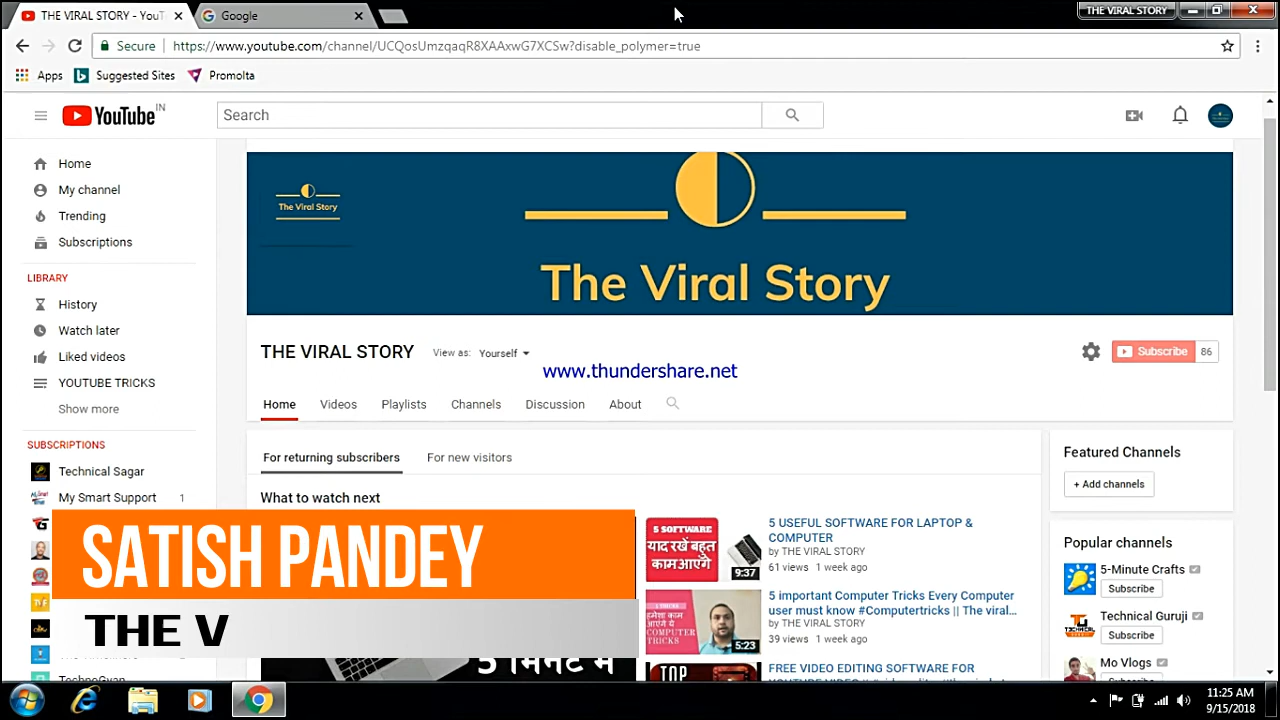 THE VIRAL STORY - YouT
Google
THE VIRAL STORY
Secure
https://www.youtube.com/channel/UCQosUmzqaqR8XAAxwG7XCSw?disable_polymer=true
Apps
Suggested Sites
Promolta
YouTube IN
Search
Home
My channel
Trending
Subscriptions
LIBRARY
History
Watch later
Liked videos
YOUTUBE TRICKS
Show more
SUBSCRIPTIONS
Technical Sagar
My Smart Support 1
The Viral Story
The Viral Story
THE VIRAL STORY
View as: Yourself
Subscribe 86
www.thundershare.net
Home
Videos
Playlists
Channels
Discussion
About
For returning subscribers
For new visitors
What to watch next
SATISH PANDEY
THE V
5 मिनट में
5 SOFTWARE
याद रखें बहुत
काम आएंगे
9:37
5 USEFUL SOFTWARE FOR LAPTOP &
COMPUTER
by THE VIRAL STORY
61 views 1 week ago
हमेशा काम
आएंगे ये
COMPUTER
TRICKS
5:23
5 important Computer Tricks Every Computer
user must know #Computertricks || The viral...
by THE VIRAL STORY
39 views 1 week ago
TOP
FREE VIDEO EDITING SOFTWARE FOR
Featured Channels
+ Add channels
Popular channels
5-Minute Crafts
Subscribe
Technical Guruji
Subscribe
Mo Vlogs
11:25 AM
9/15/2018